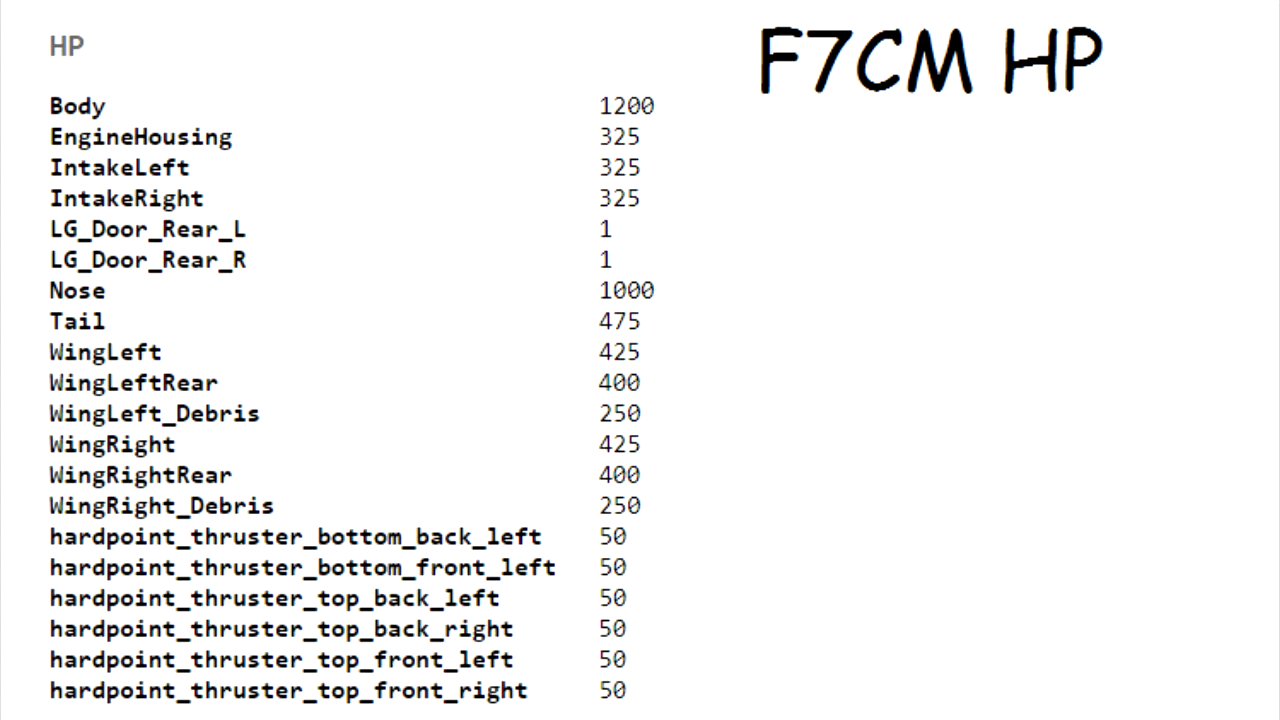 HP
F7CM HP
Body 1200
EngineHousing 325
IntakeLeft 325
IntakeRight 325
LG_Door_Rear_L 1
LG_Door_Rear_R 1
Nose 1000
Tail 475
WingLeft 425
WingLeftRear 400
WingLeft_Debris 250
WingRight 425
WingRightRear 400
WingRight_Debris 250
hardpoint_thruster_bottom_back_left 50
hardpoint_thruster_bottom_front_left 50
hardpoint_thruster_top_back_left 50
hardpoint_thruster_top_back_right 50
hardpoint_thruster_top_front_left 50
hardpoint_thruster_top_front_right 50